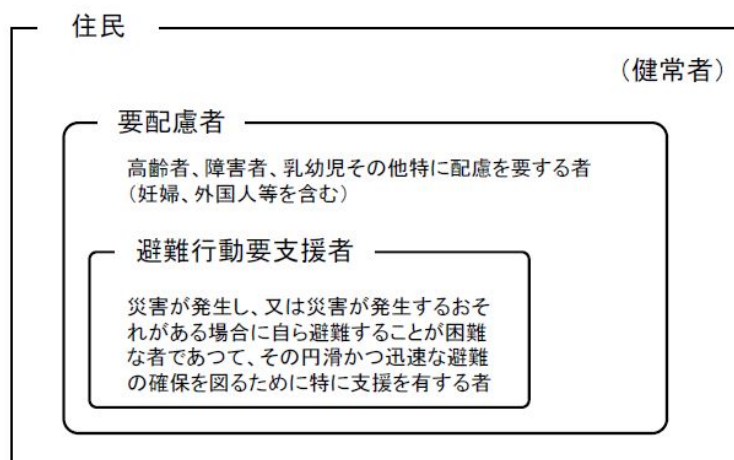 住民
（健常者）
要配慮者
高齢者、障害者、乳幼児その他特に配慮を要する者
（妊婦、外国人等を含む）
避難行動要支援者
災害が発生し、又は災害が発生するおそ
れがある場合に自ら避難することが困難
な者であつて、その円滑かつ迅速な避難
の確保を図るために特に支援を有する者